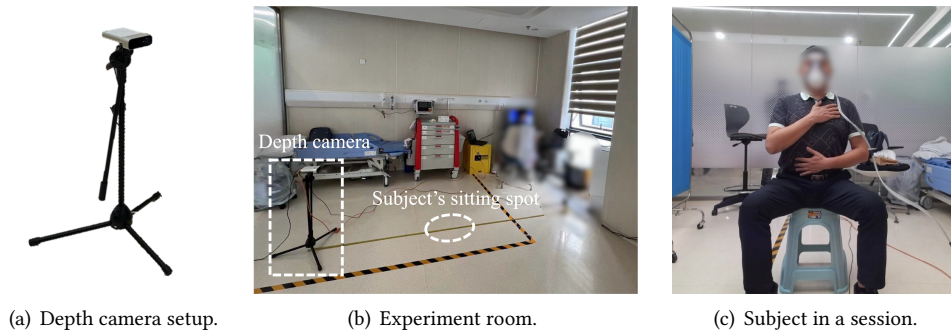 Depth camera
Subject's sitting spot
(a) Depth camera setup.
(b) Experiment room.
(c) Subject in a session.